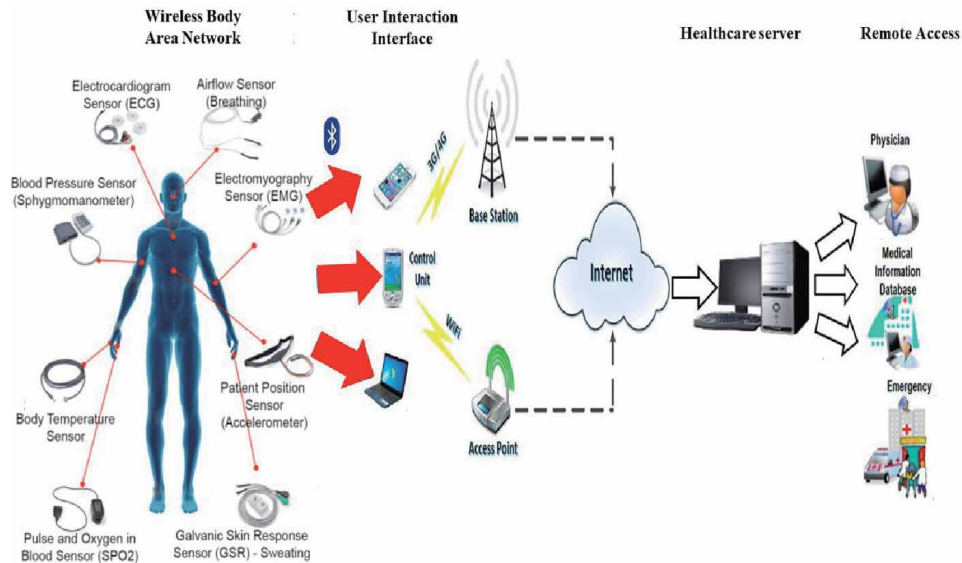 Wireless Body
Area Network
User Interaction
Interface
Healthcare server
Remote Access
Electrocardiogram
Sensor (ECG)
Airflow Sensor
(Breathing)
Blood Pressure Sensor
(Sphygmomanometer)
Electromyography
Sensor (EMG)
Body Temperature
Sensor
Patient Position
Sensor
(Accelerometer)
Pulse and Oxygen in
Blood Sensor (SPO2)
Galvanic Skin Response
Sensor (GSR) - Sweating
3G/4G
Base Station
Control
Unit
WiFi
Access Point
Internet
Physician
Medical
Information
Database
Emergency